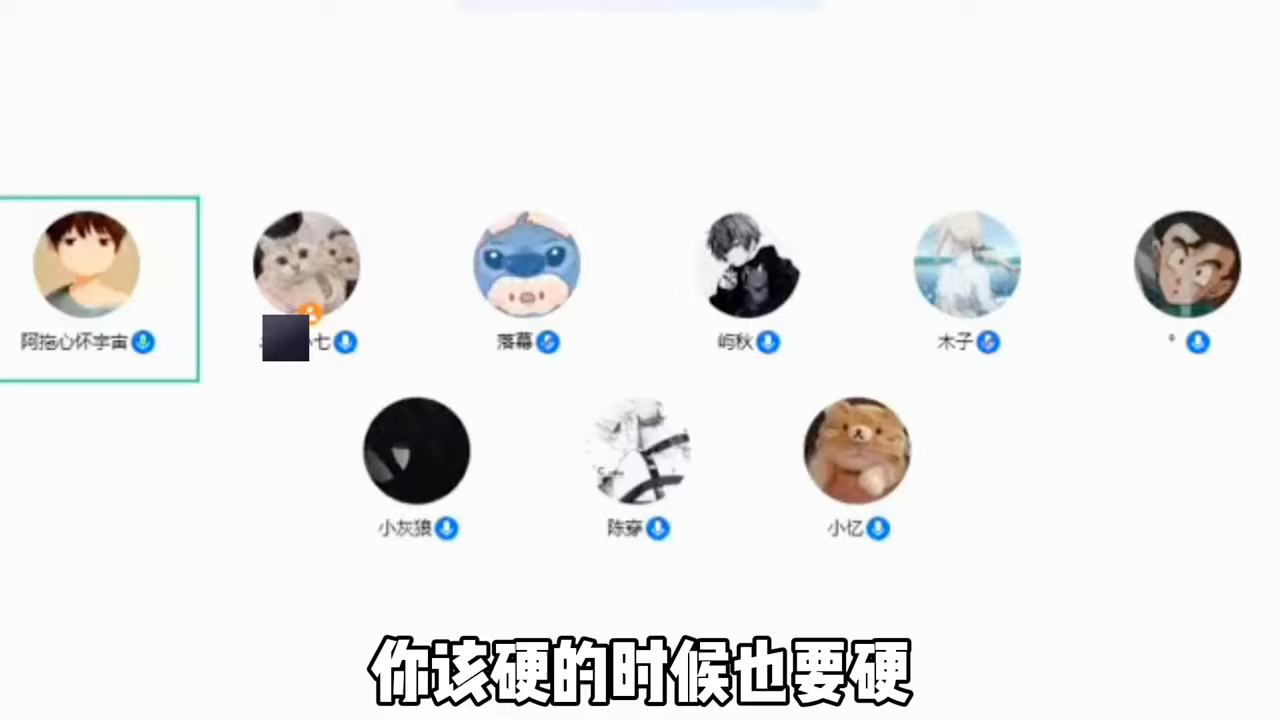 阿拖心怀宇宙
小七
落幕
屿秋
木子
°
小灰狼
陈穿
小忆
你该硬的时候也要硬